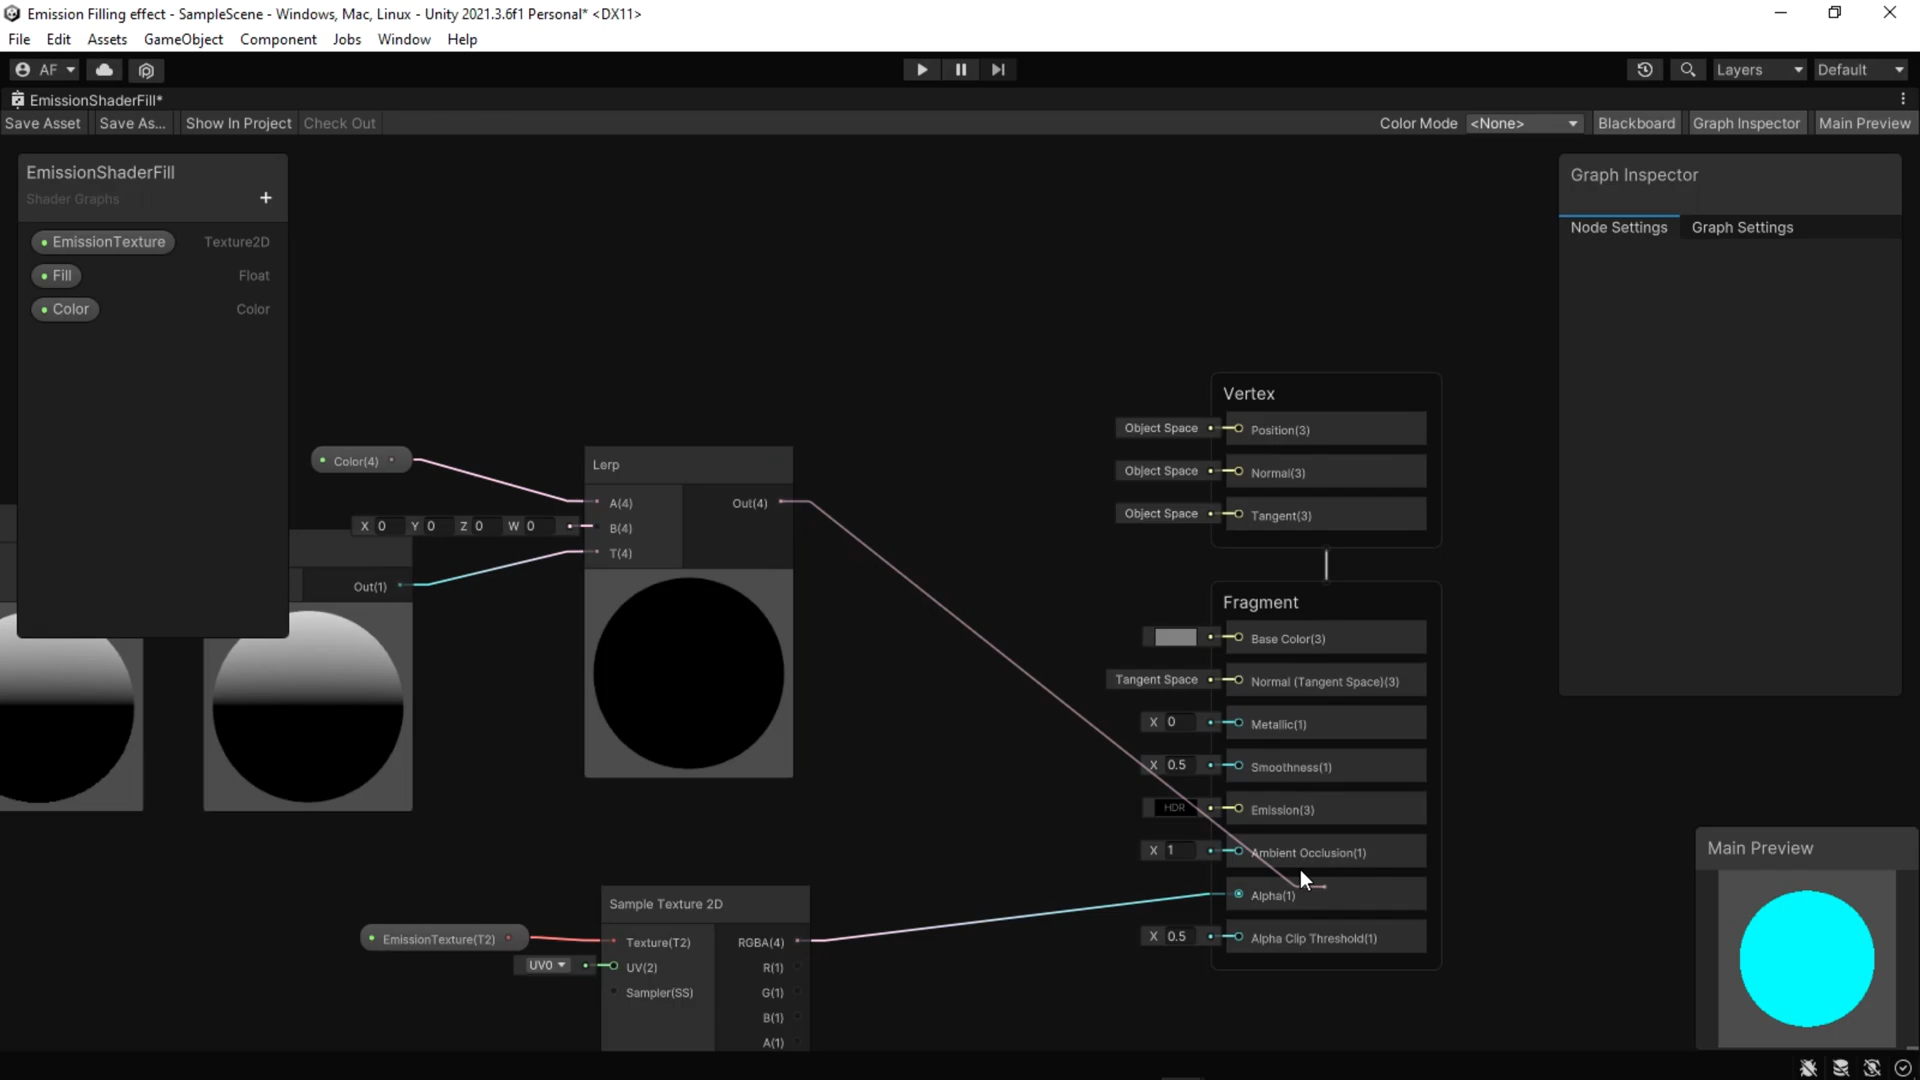 Emission Filling effect - SampleScene - Windows, Mac, Linux - Unity 2021.3.6f1 Personal* <DX11>
File Edit Assets GameObject Component Jobs Window Help
AF Layers Default
EmissionShaderFill*
Save Asset Save As... Show In Project Check Out Color Mode <None> Blackboard Graph Inspector Main Preview
EmissionShaderFill
Shader Graphs
+
EmissionTexture Texture2D
Fill Float
Color Color
Graph Inspector
Node Settings Graph Settings
Color(4)
X 0 Y 0 Z 0 W 0
Out(1)
Lerp
A(4) Out(4)
B(4)
T(4)
Vertex
Object Space Position(3)
Object Space Normal(3)
Object Space Tangent(3)
Fragment
Base Color(3)
Tangent Space Normal (Tangent Space)(3)
X 0 Metallic(1)
X 0.5 Smoothness(1)
HDR Emission(3)
X 1 Ambient Occlusion(1)
Alpha(1)
X 0.5 Alpha Clip Threshold(1)
EmissionTexture(T2)
UV0
Sample Texture 2D
Texture(T2) RGBA(4)
UV(2) R(1)
Sampler(SS) G(1)
B(1)
A(1)
Main Preview